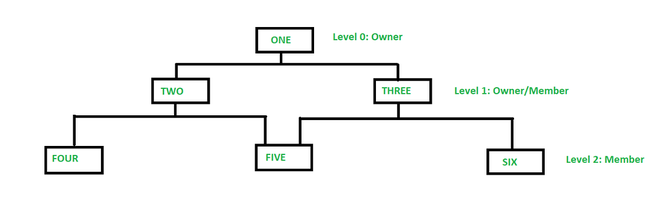 ONE
Level 0: Owner
TWO
THREE
Level 1: Owner/Member
FOUR
FIVE
SIX
Level 2: Member